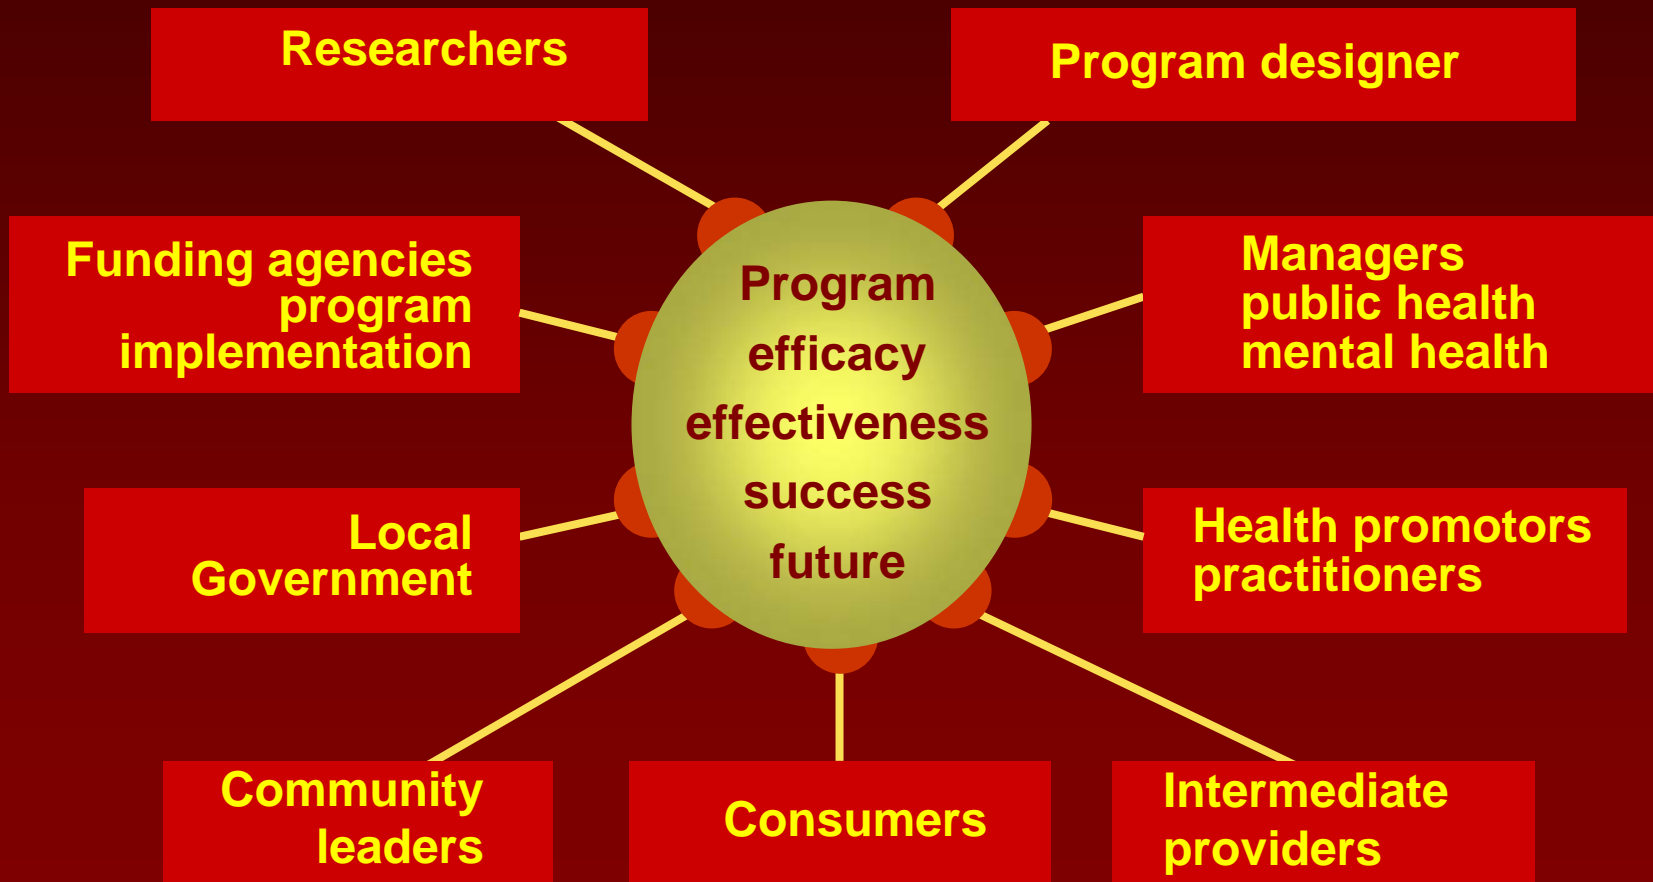 Researchers
Program designer
Funding agencies
program
implementation
Managers
public health
mental health
Program
efficacy
effectiveness
success
future
Local
Government
Health promotors
practitioners
Community
leaders
Consumers
Intermediate
providers